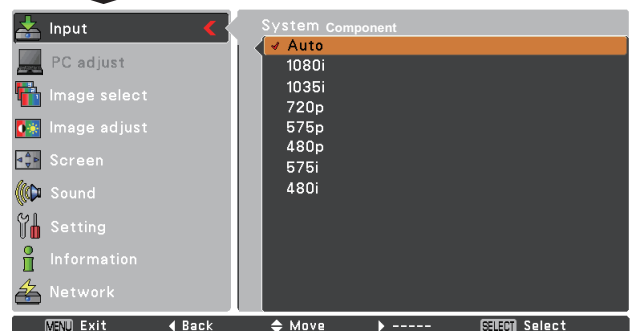 Input
PC adjust
Image select
Image adjust
Screen
Sound
Setting
Information
Network
System Component
Auto
1080i
1035i
720p
575p
480p
575i
480i
MENU Exit Back Move ----- SELECT Select